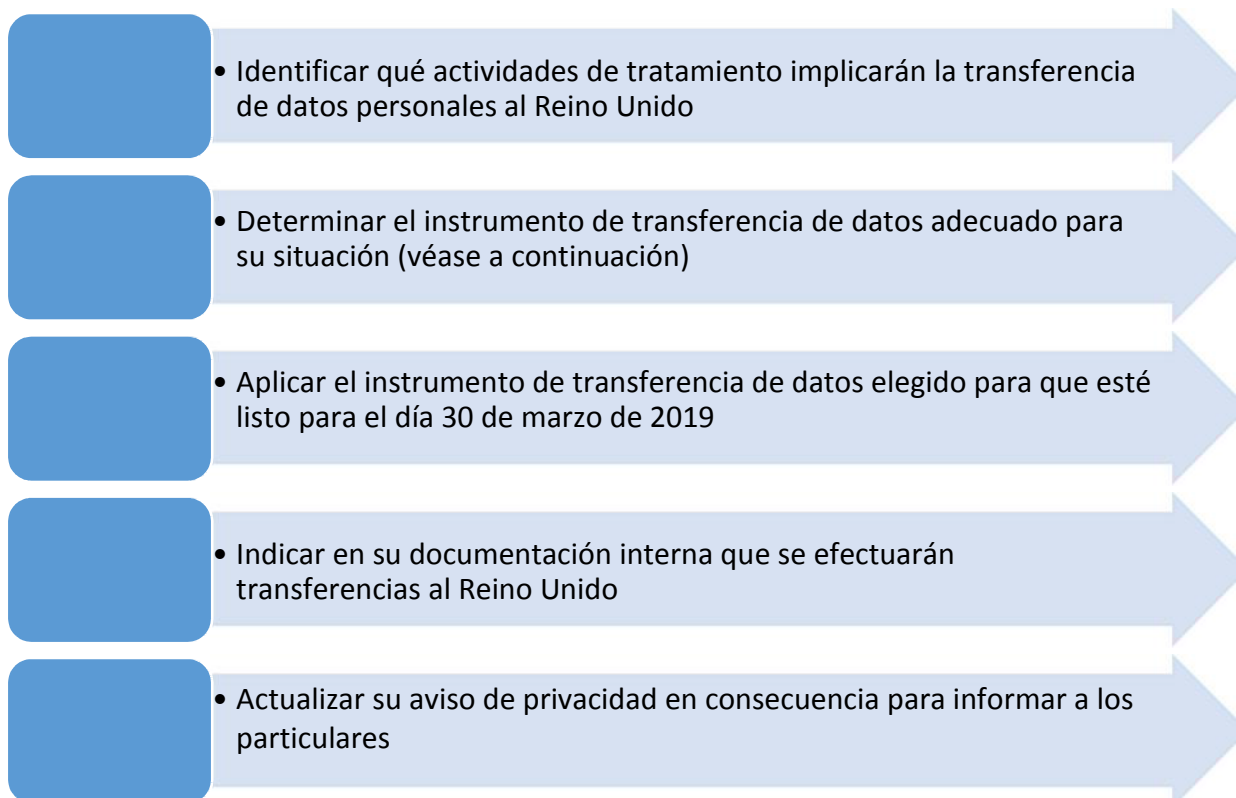 • Identificar qué actividades de tratamiento implicarán la transferencia
de datos personales al Reino Unido
• Determinar el instrumento de transferencia de datos adecuado para
su situación (véase a continuación)
• Aplicar el instrumento de transferencia de datos elegido para que esté
listo para el día 30 de marzo de 2019
• Indicar en su documentación interna que se efectuarán
transferencias al Reino Unido
• Actualizar su aviso de privacidad en consecuencia para informar a los
particulares